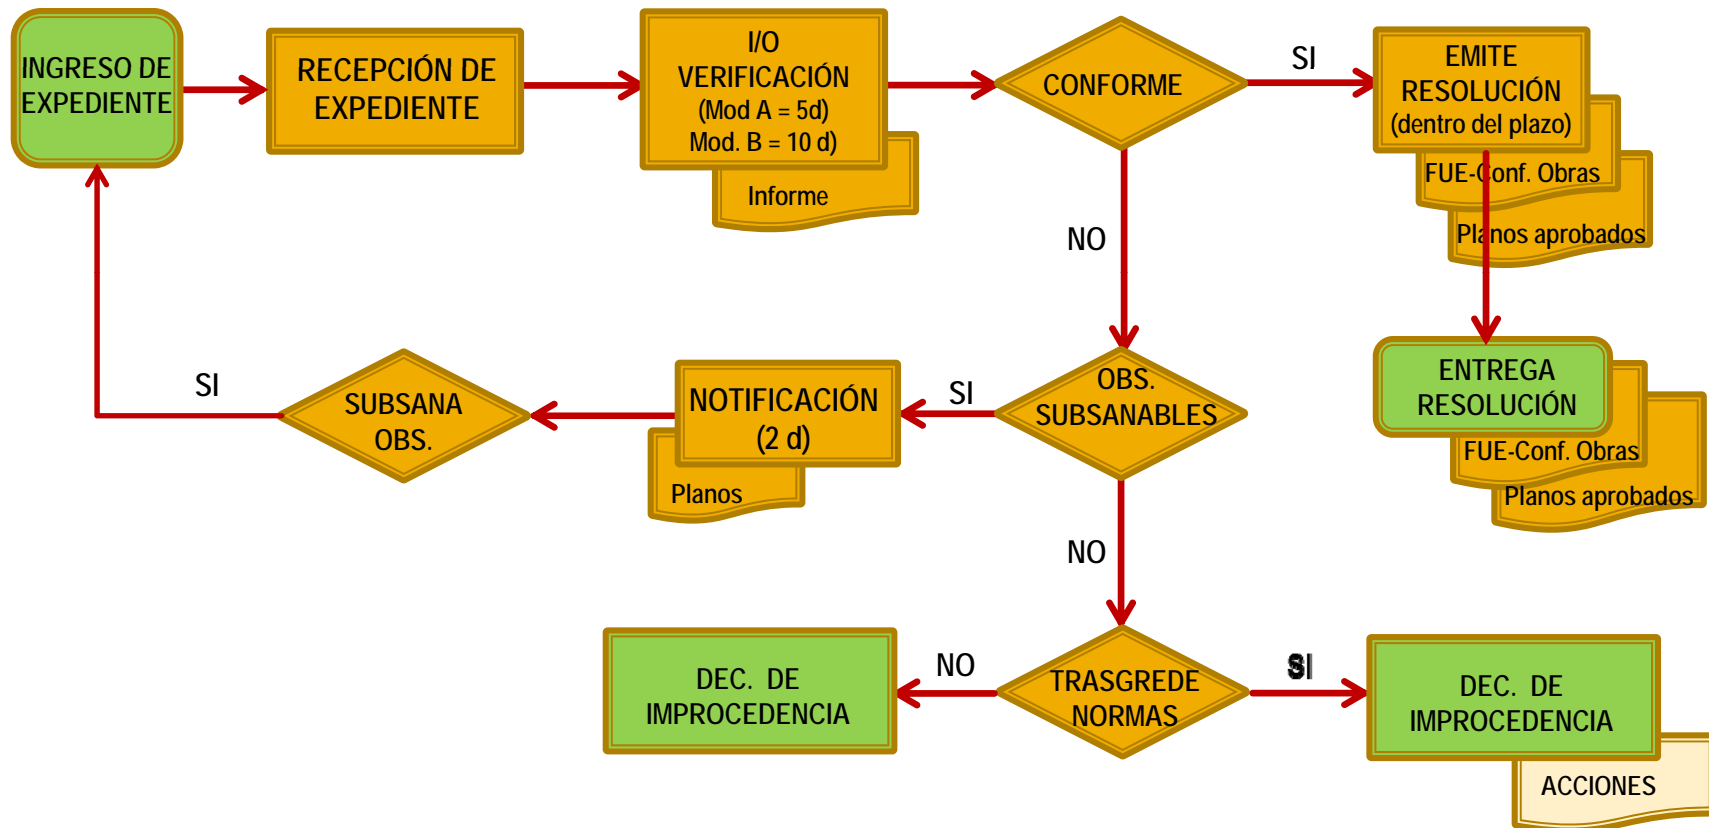 INGRESO DE
EXPEDIENTE
RECEPCIÓN DE
EXPEDIENTE
I/O
VERIFICACIÓN
(Mod A = 5d)
Mod. B = 10 d)
Informe
CONFORME
SI
EMITE
RESOLUCIÓN
(dentro del plazo)
FUE-Conf. Obras
Planos aprobados
NO
ENTREGA
RESOLUCIÓN
FUE-Conf. Obras
Planos aprobados
OBS.
SUBSANABLES
SI
NOTIFICACIÓN
(2 d)
Planos
SUBSANA
OBS.
SI
NO
TRASGREDE
NORMAS
NO
DEC. DE
IMPROCEDENCIA
SI
DEC. DE
IMPROCEDENCIA
ACCIONES